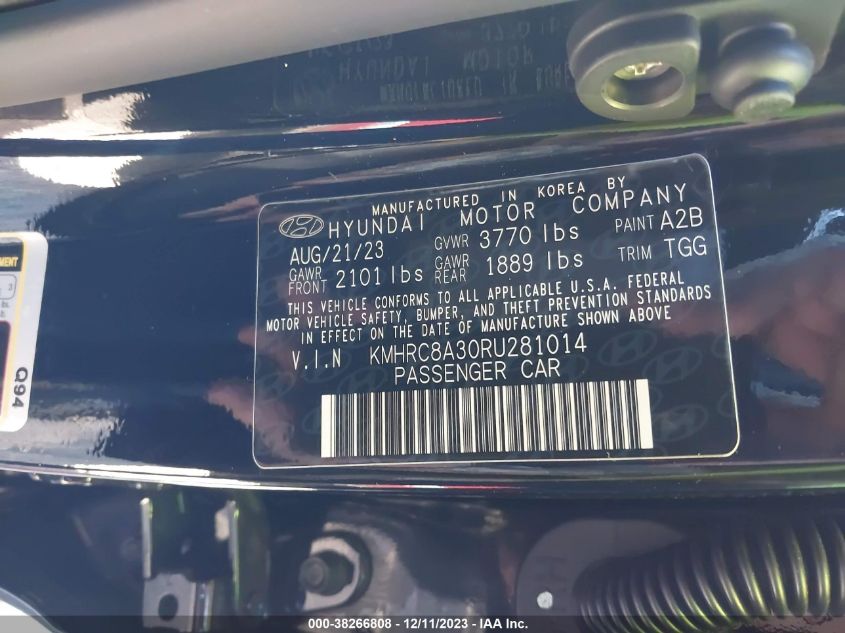 MANUFACTURED IN KOREA BY
HYUNDAI MOTOR COMPANY
AUG/21/23 GVWR 3770 lbs PAINT A2B
GAWR FRONT 2101 lbs GAWR REAR 1889 lbs TRIM TGG
THIS VEHICLE CONFORMS TO ALL APPLICABLE U.S.A. FEDERAL
MOTOR VEHICLE SAFETY, BUMPER, AND THEFT PREVENTION STANDARDS
IN EFFECT ON THE DATE OF MANUFACTURE SHOWN ABOVE
V.I.N KMHRC8A30RU281014
PASSENGER CAR
Q94
000-38266808 - 12/11/2023 - IAA Inc.